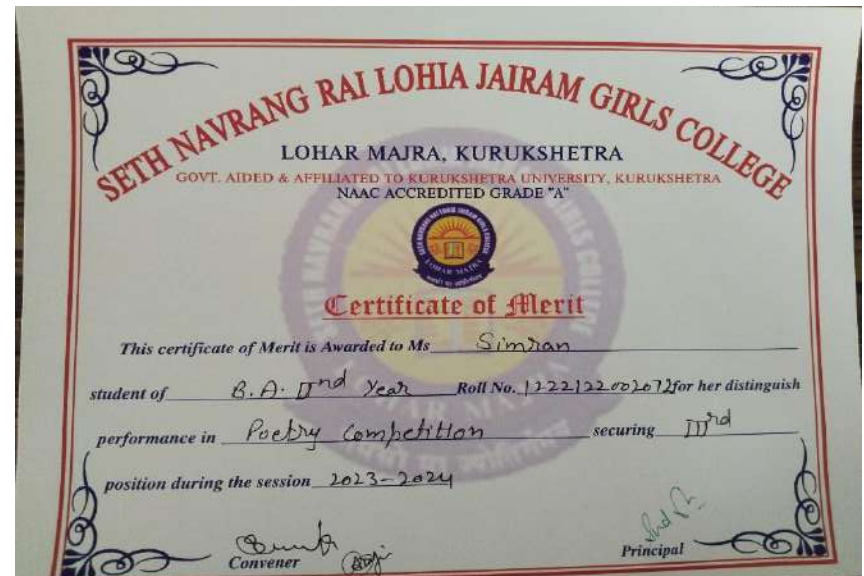 SETH NAVRANG RAI LOHIA JAIRAM GIRLS COLLEGE
LOHAR MAJRA, KURUKSHETRA
GOVT. AIDED & AFFILIATED TO KURUKSHETRA UNIVERSITY, KURUKSHETRA
NAAC ACCREDITED GRADE "A"
Certificate of Merit
This certificate of Merit is Awarded to Ms Simran
student of B.A. IInd Year Roll No. 1222122002072 for her distinguish
performance in Poetry Competition securing IIIrd
position during the session 2023-2024
Convener Principal